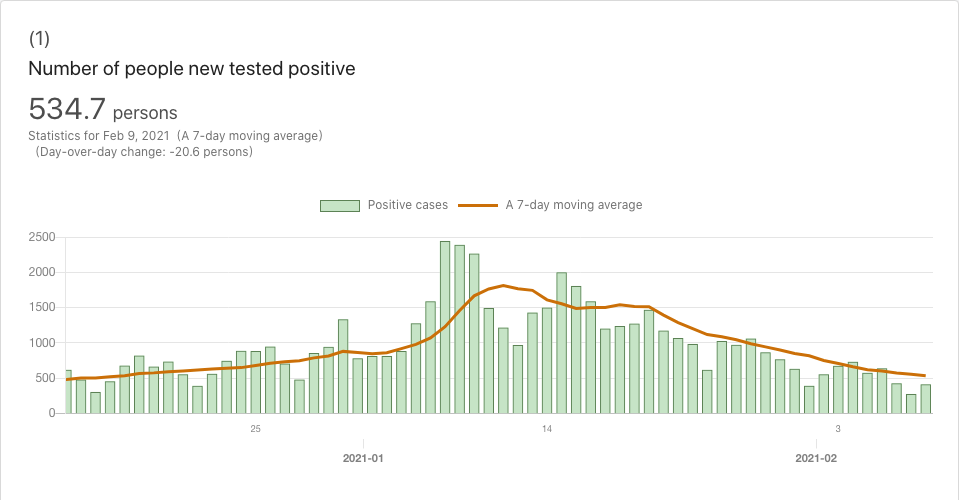 (1)
Number of people new tested positive
534.7 persons
Statistics for Feb 9, 2021 (A 7-day moving average)
(Day-over-day change: -20.6 persons)
Positive cases A 7-day moving average
2500
2000
1500
1000
500
0
25 14 3
2021-01 2021-02